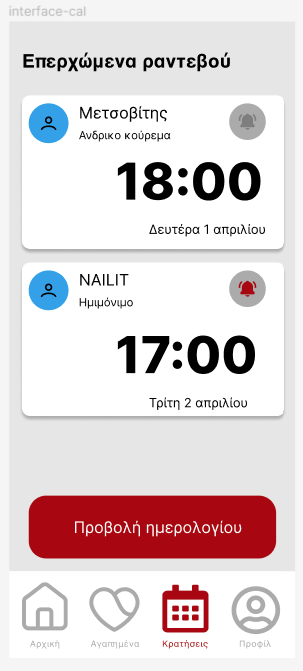 interface-cal
Επερχώμενα ραντεβού
Μετσοβίτης
Ανδρικο κούρεμα
18:00
Δευτέρα 1 απριλίου
NAILIT
Ημιμόνιμο
17:00
Τρίτη 2 απριλίου
Προβολή ημερολογίου
Αρχική
Αγαπημένα
Κρατήσεις
Προφίλ